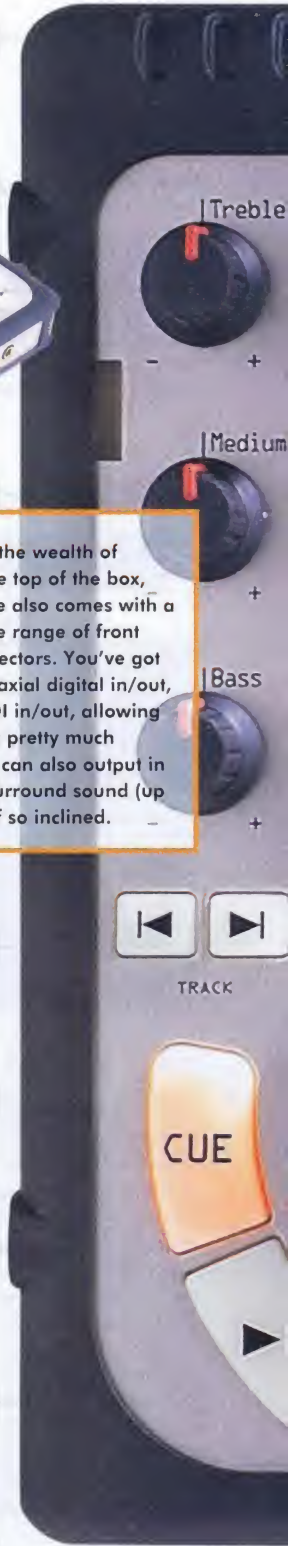 Treble
- +
Medium
- +
the wealth of
e top of the box,
e also comes with a
e range of front
ectors. You've got
axial digital in/out,
I in/out, allowing
pretty much
can also output in
urround sound (up
f so inclined.
Bass
- +
TRACK
CUE